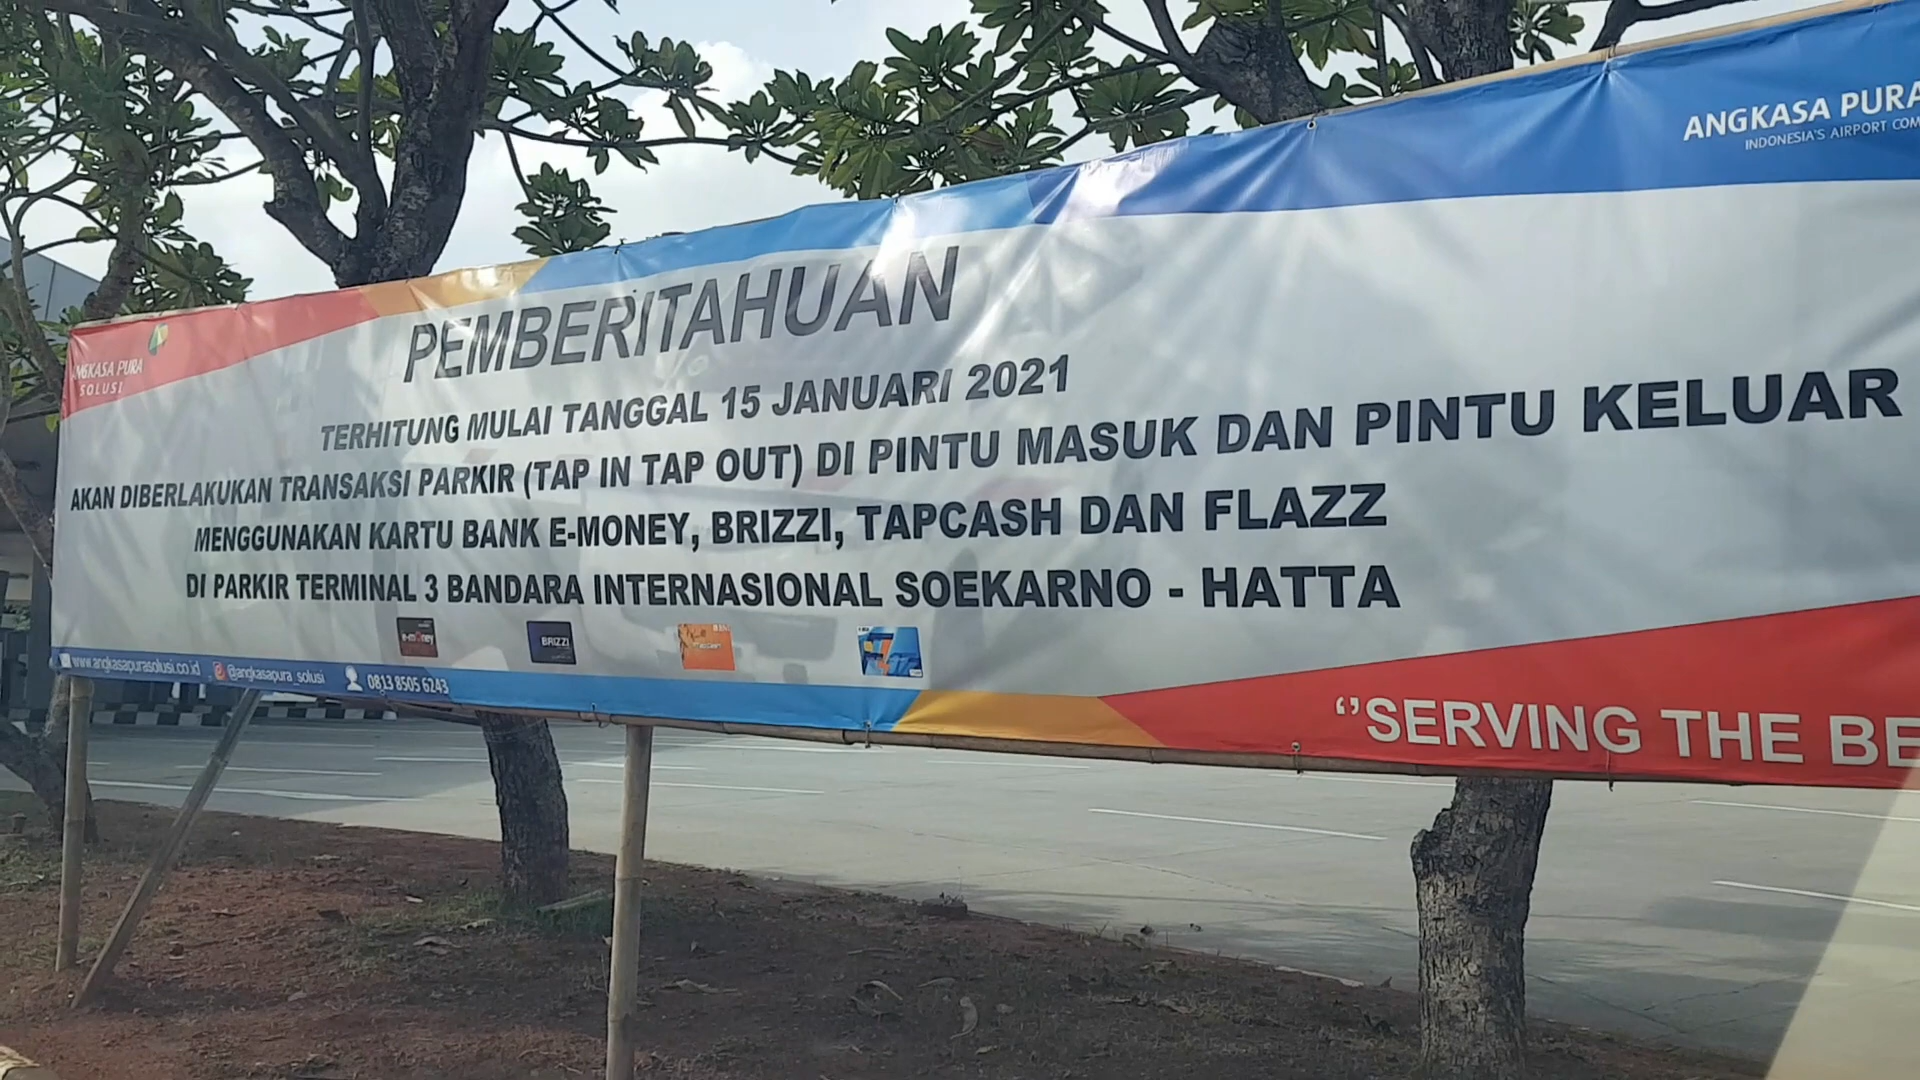 ANGKASA PURA
INDONESIA'S AIRPORT
ANGKASA PURA
SOLUSI
PEMBERITAHUAN
TERHITUNG MULAI TANGGAL 15 JANUARI 2021
AKAN DIBERLAKUKAN TRANSAKSI PARKIR (TAP IN TAP OUT) DI PINTU MASUK DAN PINTU KELUAR
MENGGUNAKAN KARTU BANK E-MONEY, BRIZZI, TAPCASH DAN FLAZZ
DI PARKIR TERMINAL 3 BANDARA INTERNASIONAL SOEKARNO - HATTA
e-money
BRIZZI
www.angkasapurasolusi.co.id @angkasapura_solusi 0813 8505 6243
‘’SERVING THE